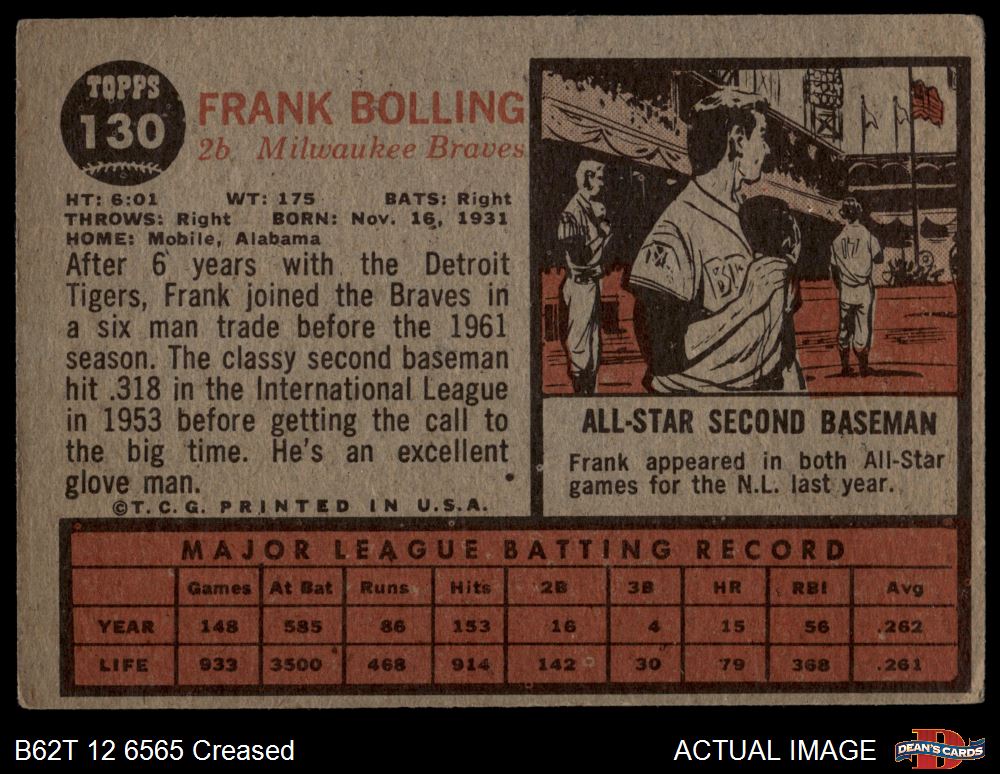 TOPPS
130
FRANK BOLLING
2b Milwaukee Braves
HT: 6:01 WT: 175 BATS: Right
THROWS: Right BORN: Nov. 16, 1931
HOME: Mobile, Alabama
After 6 years with the Detroit
Tigers, Frank joined the Braves in
a six man trade before the 1961
season. The classy second baseman
hit .318 in the International League
in 1953 before getting the call to
the big time. He's an excellent
glove man.
©T.C.G. PRINTED IN U.S.A.
17
ALL-STAR SECOND BASEMAN
Frank appeared in both All-Star
games for the N.L. last year.
MAJOR LEAGUE BATTING RECORD
Games At Bat Runs Hits 2B 3B HR RBI Avg
YEAR 148 585 86 153 16 4 15 56 .262
LIFE 933 3500 468 914 142 30 79 368 .261
B62T 12 6565 Creased
ACTUAL IMAGE
D
DEAN'S CARDS